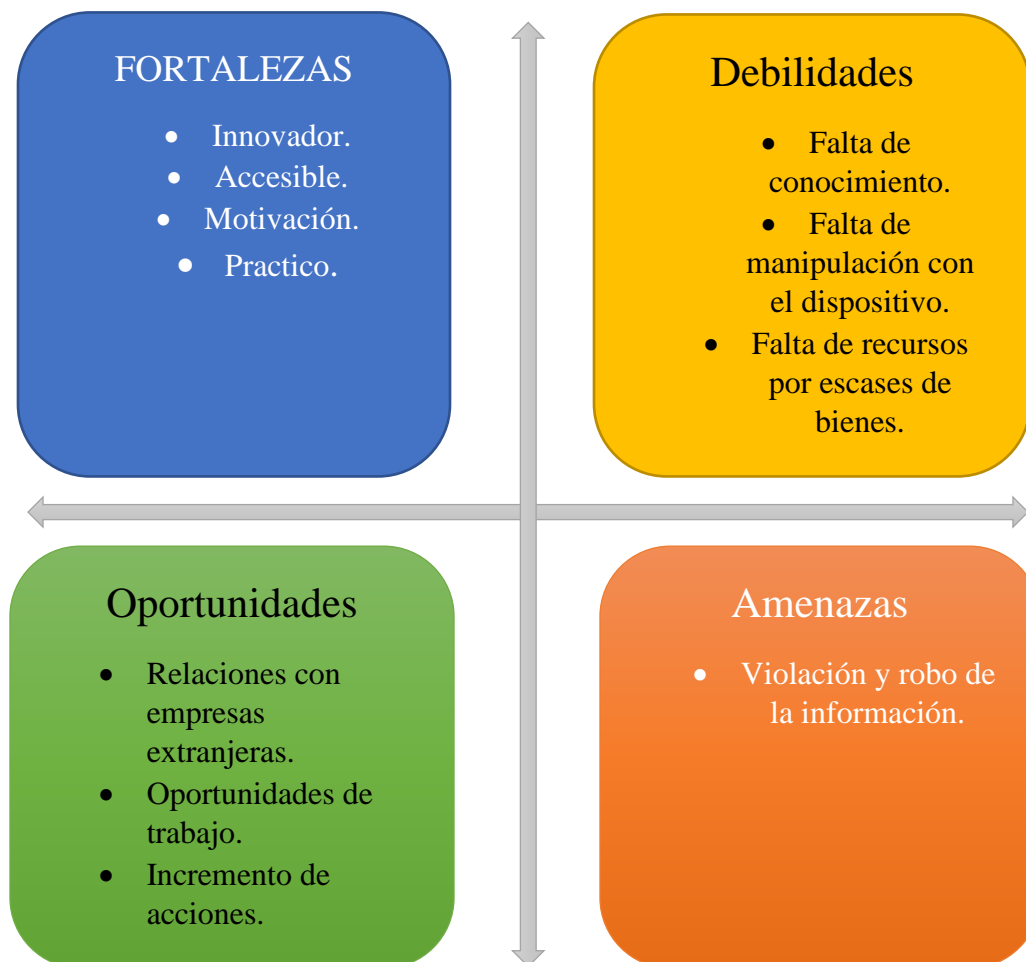 FORTALEZAS
• Innovador.
• Accesible.
• Motivación.
• Practico.
Debilidades
• Falta de
conocimiento.
• Falta de
manipulación con
el dispositivo.
• Falta de recursos
por escases de
bienes.
Oportunidades
• Relaciones con
empresas
extranjeras.
• Oportunidades de
trabajo.
• Incremento de
acciones.
Amenazas
• Violación y robo de
la información.